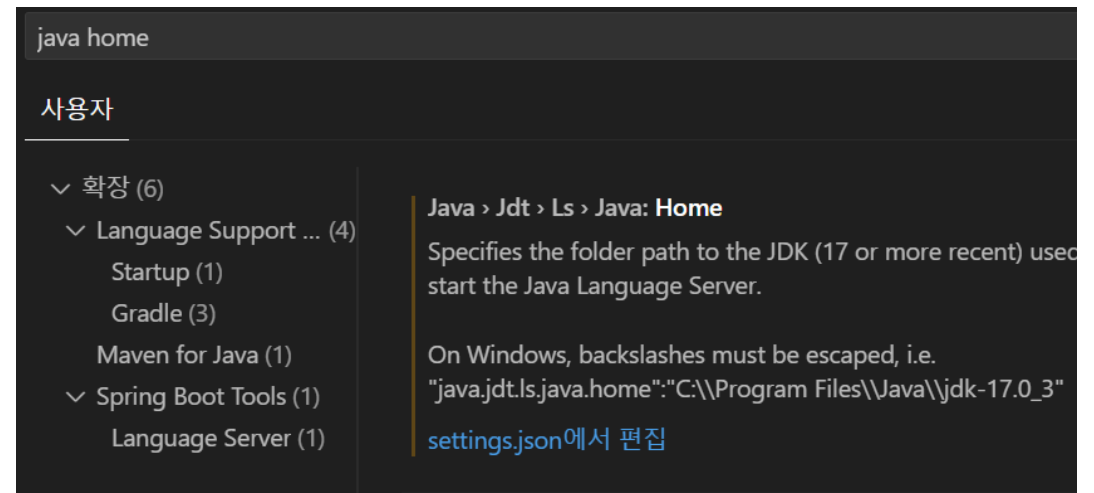 java home
사용자
확장 (6)
Language Support ... (4)
Startup (1)
Gradle (3)
Maven for Java (1)
Spring Boot Tools (1)
Language Server (1)
Java › Jdt › Ls › Java: Home
Specifies the folder path to the JDK (17 or more recent) used
start the Java Language Server.
On Windows, backslashes must be escaped, i.e.
"java.jdt.ls.java.home":"C:\\Program Files\\Java\\jdk-17.0_3"
settings.json에서 편집